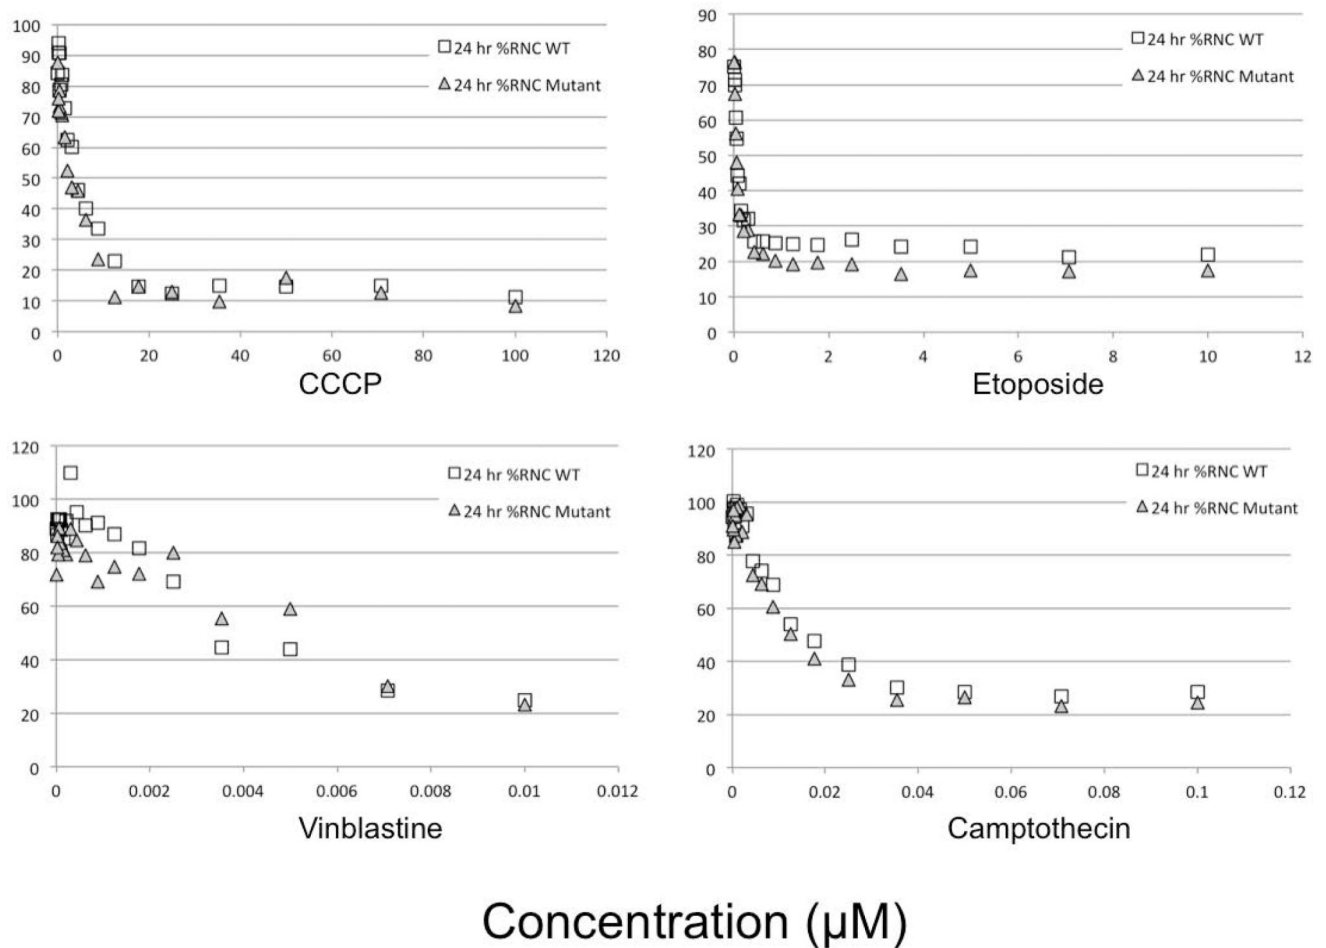 100
90
80
70
60
50
40
30
20
10
0
0 20 40 60 80 100 120
24 hr %RNC WT
24 hr %RNC Mutant
CCCP
90
80
70
60
50
40
30
20
10
0
0 2 4 6 8 10 12
24 hr %RNC WT
24 hr %RNC Mutant
Etoposide
120
100
80
60
40
20
0
0 0.002 0.004 0.006 0.008 0.01 0.012
24 hr %RNC WT
24 hr %RNC Mutant
Vinblastine
120
100
80
60
40
20
0
0 0.02 0.04 0.06 0.08 0.1 0.12
24 hr %RNC WT
24 hr %RNC Mutant
Camptothecin
Concentration (µM)